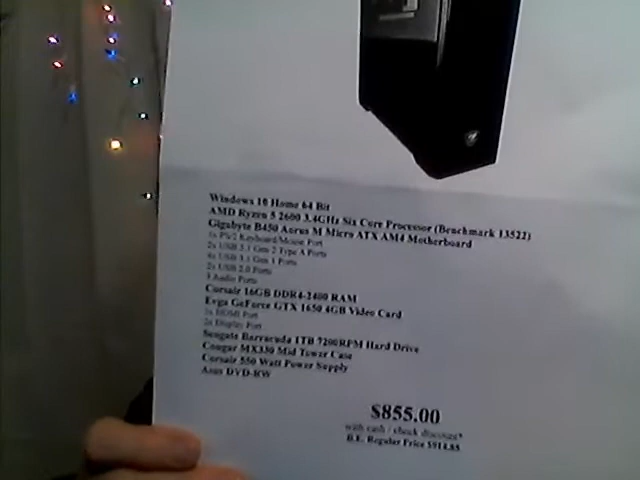 Windows 10 Home 64 Bit
AMD Ryzen 5 2600 3.4GHz Six Core Processor (Benchmark 13522)
Gigabyte B450 Aorus M Micro ATX AM4 Motherboard
1x PS/2 Keyboard/Mouse Port
2x USB 3.1 Gen 2 Type A Ports
4x USB 3.1 Gen 1 Ports
2x USB 2.0 Ports
3 Audio Ports
Corsair 16GB DDR4-2400 RAM
Evga GeForce GTX 1650 4GB Video Card
1x HDMI Port
2x Display Port
Seagate Barracuda 1TB 7200RPM Hard Drive
Cougar MX330 Mid Tower Case
Corsair 550 Watt Power Supply
Asus DVD-RW
$855.00
with cash / check discount*
B.E. Regular Price $914.85